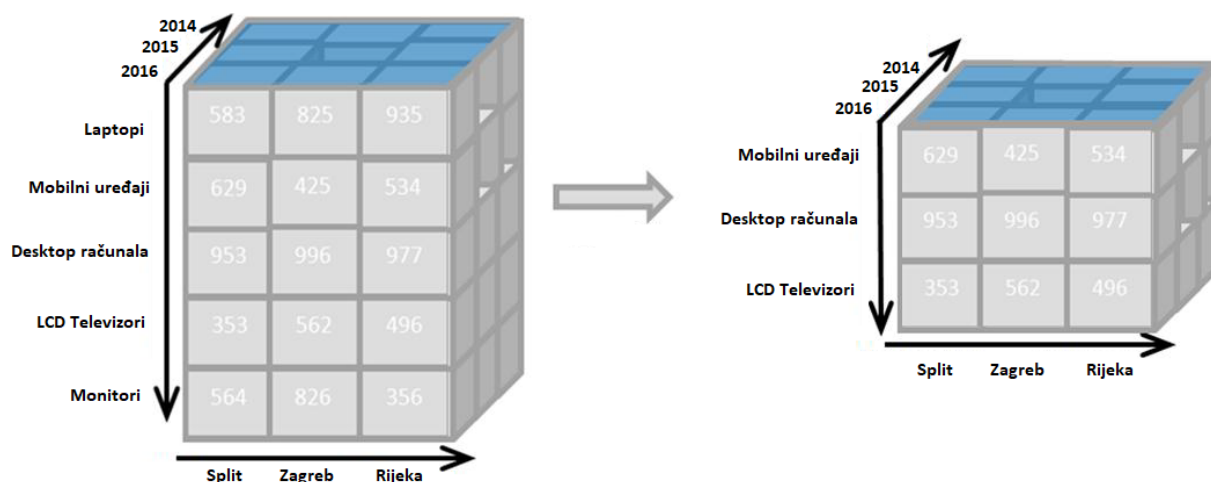 2014
2015
2016
Laptopi 583 825 935
Mobilni uređaji 629 425 534
Desktop računala 953 996 977
LCD Televizori 353 562 496
Monitori 564 826 356
Split Zagreb Rijeka
2014
2015
2016
Mobilni uređaji 629 425 534
Desktop računala 953 996 977
LCD Televizori 353 562 496
Split Zagreb Rijeka